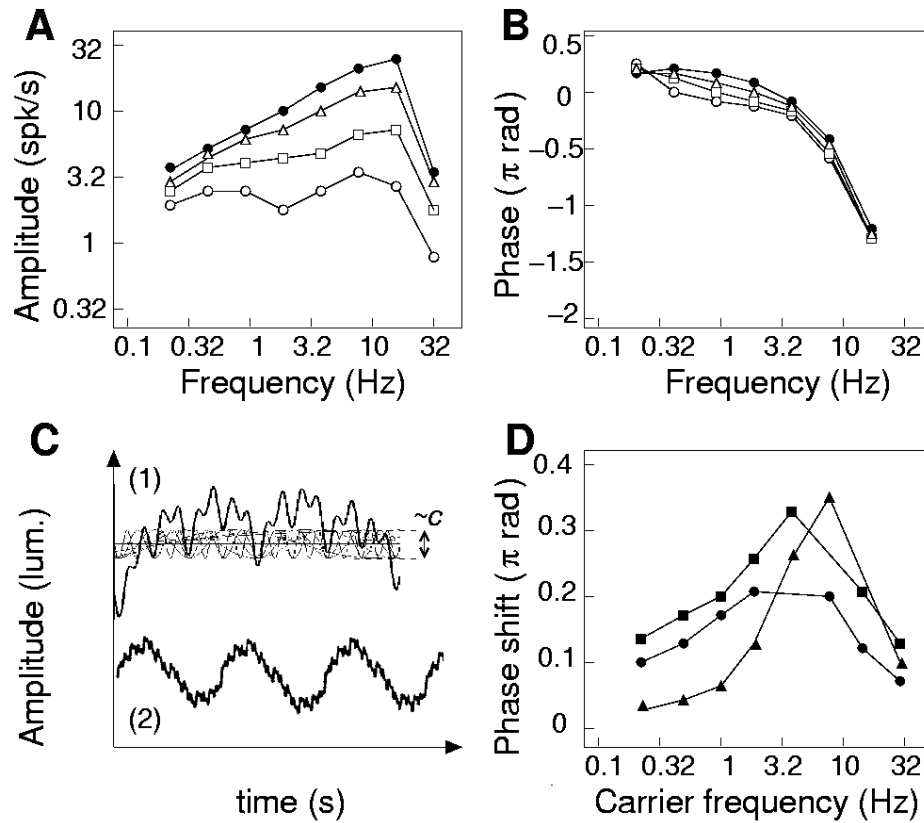 A
Amplitude (spk/s)
32
10
3.2
1
0.32
0.1 0.32 1 3.2 10 32
Frequency (Hz)
B
Phase (π rad)
0.5
0
−0.5
−1
−1.5
−2
0.1 0.32 1 3.2 10 32
Frequency (Hz)
C
Amplitude (lum.)
(1)
~c
(2)
time (s)
D
Phase shift (π rad)
0.4
0.3
0.2
0.1
0
0.1 0.32 1 3.2 10 32
Carrier frequency (Hz)